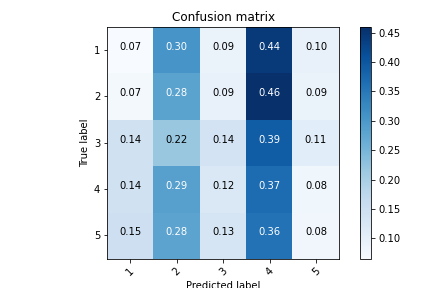 Confusion matrix
1 0.07 0.30 0.09 0.44 0.10
2 0.07 0.28 0.09 0.46 0.09
3 0.14 0.22 0.14 0.39 0.11
4 0.14 0.29 0.12 0.37 0.08
5 0.15 0.28 0.13 0.36 0.08
True label
1 2 3 4 5
Predicted label
0.45
0.40
0.35
0.30
0.25
0.20
0.15
0.10